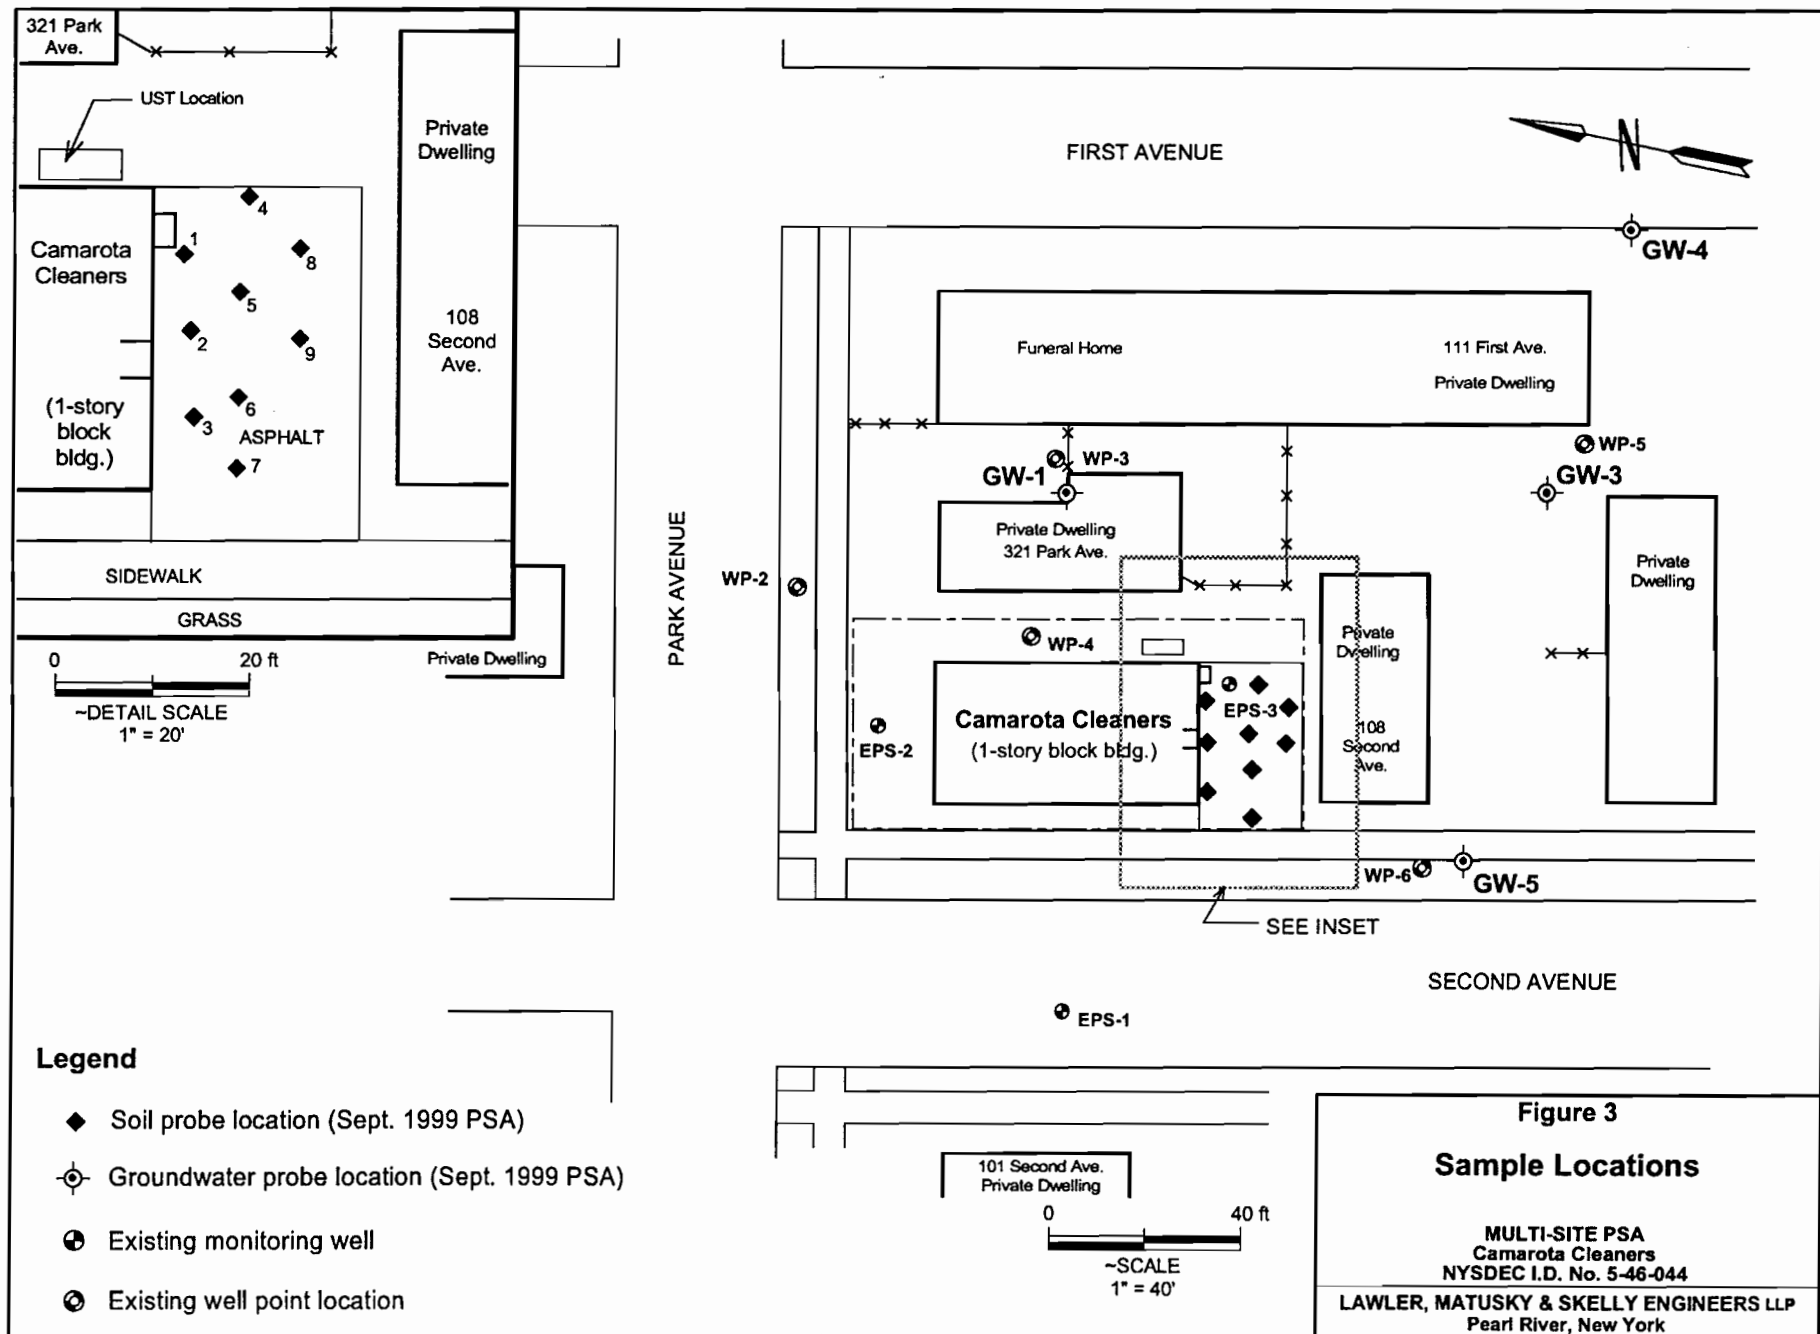 321 Park
Ave.
UST Location
Private
Dwelling
Camarota
Cleaners
(1-story
block
bldg.)
108
Second
Ave.
1
2
3
4
5
6
7
8
9
ASPHALT
SIDEWALK
GRASS
0 20 ft
~DETAIL SCALE
1" = 20'
Private Dwelling
FIRST AVENUE
N
GW-4
Funeral Home
111 First Ave.
Private Dwelling
WP-3
GW-1
WP-5
GW-3
Private Dwelling
321 Park Ave.
Private
Dwelling
PARK AVENUE
WP-2
WP-4
Private
Dwelling
EPS-2
Camarota Cleaners
(1-story block bldg.)
EPS-3
108
Second
Ave.
WP-6
GW-5
SEE INSET
SECOND AVENUE
EPS-1
101 Second Ave.
Private Dwelling
0 40 ft
~SCALE
1" = 40'
Legend
Soil probe location (Sept. 1999 PSA)
Groundwater probe location (Sept. 1999 PSA)
Existing monitoring well
Existing well point location
Figure 3
Sample Locations
MULTI-SITE PSA
Camarota Cleaners
NYSDEC I.D. No. 5-46-044
LAWLER, MATUSKY & SKELLY ENGINEERS LLP
Pearl River, New York